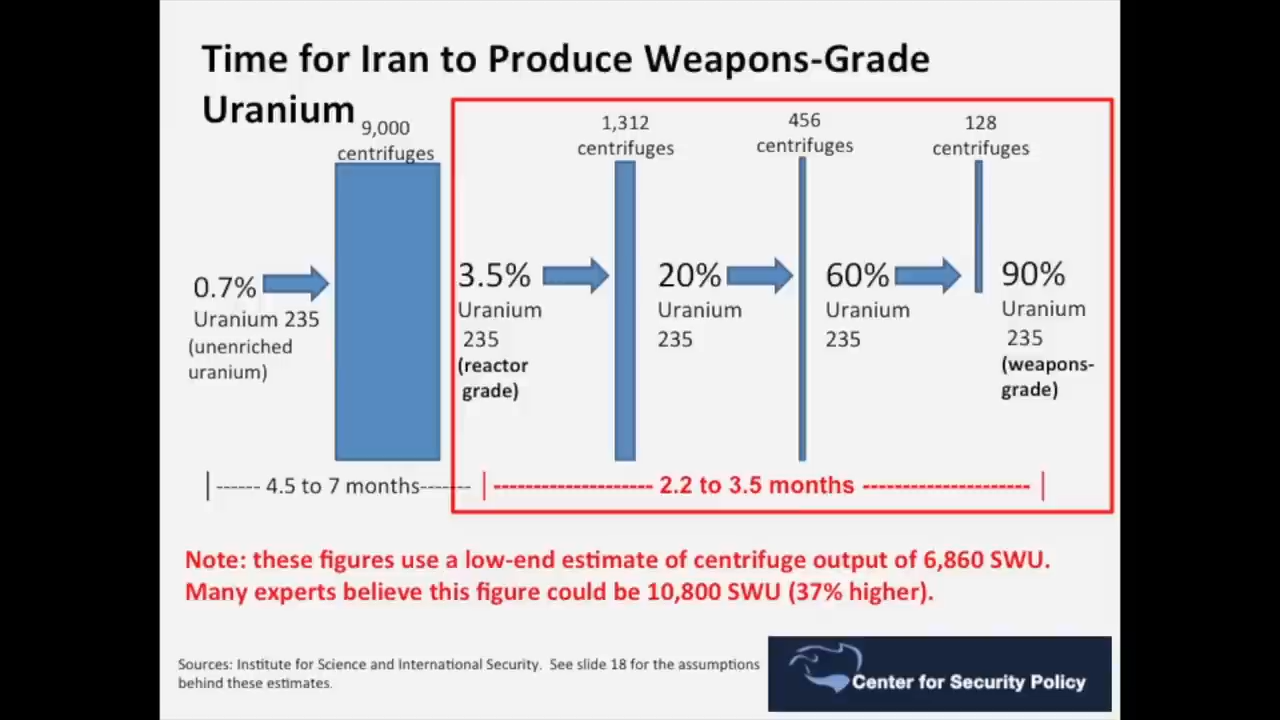 Time for Iran to Produce Weapons-Grade
Uranium
9,000
centrifuges
1,312
centrifuges
456
centrifuges
128
centrifuges
0.7%
Uranium 235
(unenriched
uranium)
3.5%
Uranium
235
(reactor
grade)
20%
Uranium
235
60%
Uranium
235
90%
Uranium
235
(weapons-
grade)
|------ 4.5 to 7 months-------
|-------------------- 2.2 to 3.5 months ---------------------|
Note: these figures use a low-end estimate of centrifuge output of 6,860 SWU.
Many experts believe this figure could be 10,800 SWU (37% higher).
Sources: Institute for Science and International Security. See slide 18 for the assumptions
behind these estimates.
Center for Security Policy